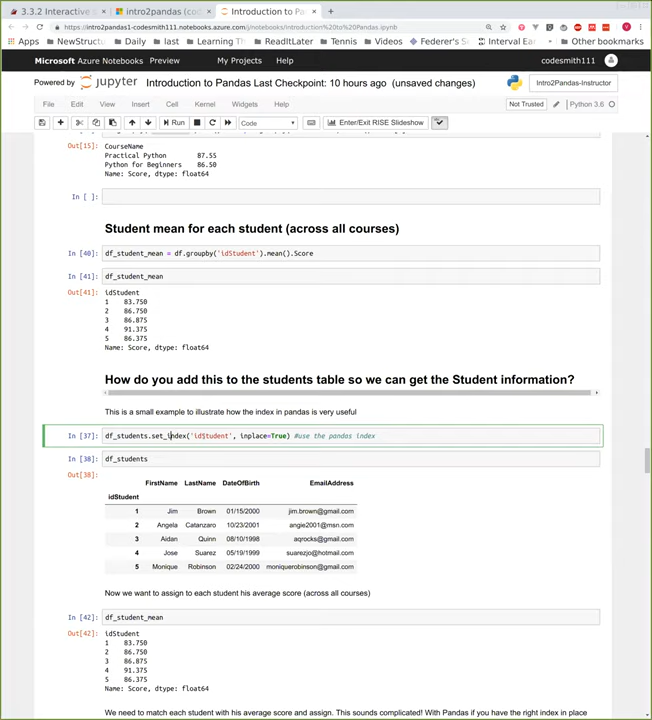 3.3.2 Interactive s
intro2pandas - codes
Introduction to Pa
https://intro2pandas1-codesmith111.notebooks.azure.com/j/notebooks/Introduction%20to%20Pandas.ipynb
Apps NewStructu Daily last Learning Th ReadItLater Tennis Videos Federer's S Interval Ea Other bookmarks
Microsoft Azure Notebooks Preview My Projects Help codesmith111
Powered by jupyter Introduction to Pandas Last Checkpoint: 10 hours ago (unsaved changes) Intro2Pandas-Instructor
File Edit View Insert Cell Kernel Widgets Help Not Trusted Python 3.6
Run Code Enter/Exit RISE Slideshow
Out[15]: CourseName
Practical Python 87.55
Python for Beginners 86.50
Name: Score, dtype: float64
In [ ]:
Student mean for each student (across all courses)
In [40]: df_student_mean = df.groupby('idStudent').mean().Score
In [41]: df_student_mean
Out[41]: idStudent
1 83.750
2 86.750
3 86.875
4 91.375
5 86.375
Name: Score, dtype: float64
How do you add this to the students table so we can get the Student information?
This is a small example to illustrate how the index in pandas is very useful
In [37]: df_students.set_index('idStudent', inplace=True) #use the pandas index
In [38]: df_students
Out[38]:
FirstName LastName DateOfBirth EmailAddress
idStudent
1 Jim Brown 01/15/2000 jim.brown@gmail.com
2 Angela Catanzaro 10/23/2001 angie2001@msn.com
3 Aidan Quinn 08/10/1998 aqrocks@gmail.com
4 Jose Suarez 05/19/1999 suarezjo@hotmail.com
5 Monique Robinson 02/24/2000 moniquerobinson@gmail.com
Now we want to assign to each student his average score (across all courses)
In [42]: df_student_mean
Out[42]: idStudent
1 83.750
2 86.750
3 86.875
4 91.375
5 86.375
Name: Score, dtype: float64
We need to match each student with his average score and assign. This sounds complicated! With Pandas if you have the right index in place